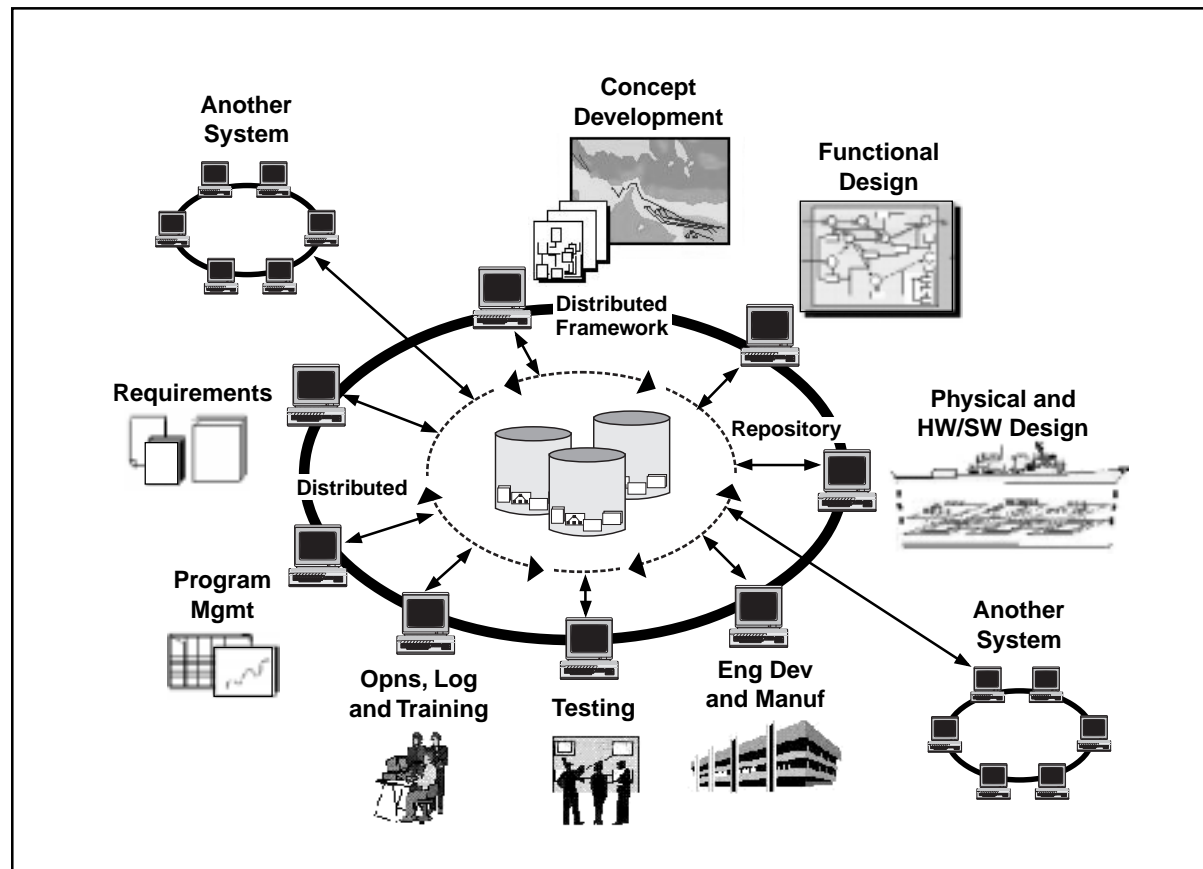 Concept
Development
Another
System
Functional
Design
Distributed
Framework
Requirements
Physical and
HW/SW Design
Repository
Distributed
Program
Mgmt
Another
System
Opns, Log
and Training
Testing
Eng Dev
and Manuf